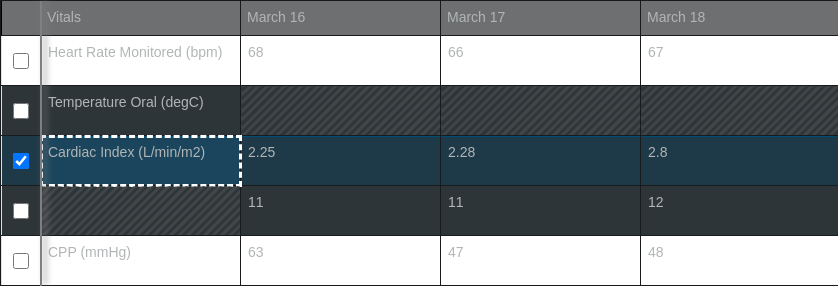 Vitals March 16 March 17 March 18
Heart Rate Monitored (bpm) 68 66 67
Temperature Oral (degC)
Cardiac Index (L/min/m2) 2.25 2.28 2.8
11 11 12
CPP (mmHg) 63 47 48